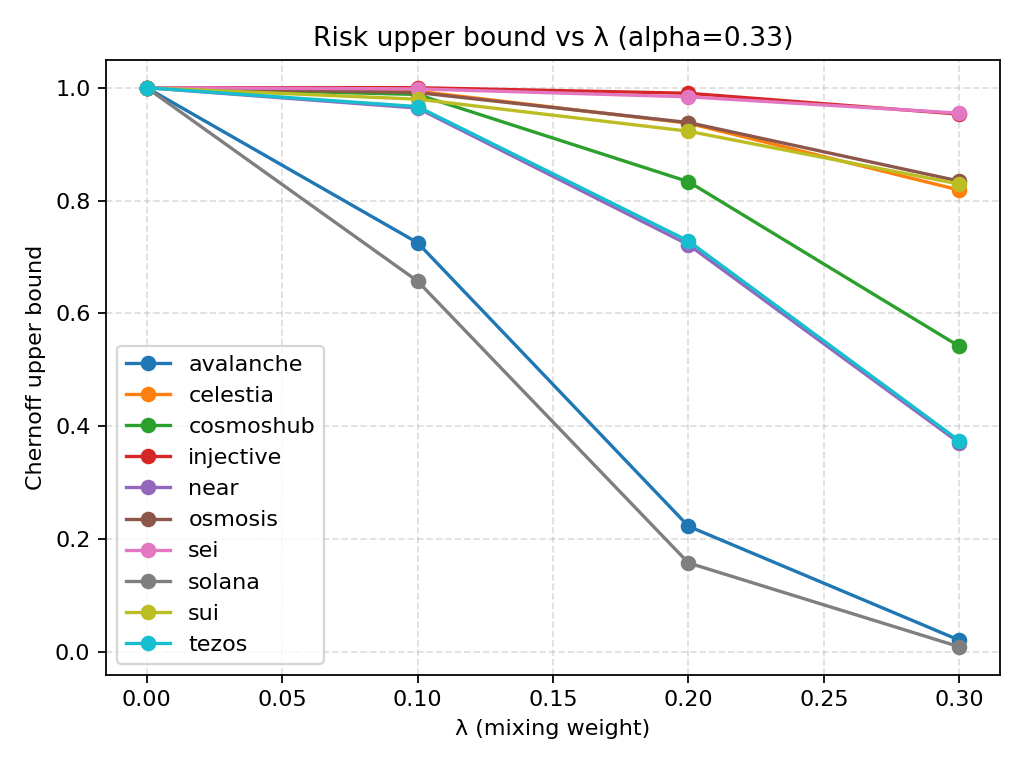 Risk upper bound vs λ (alpha=0.33)
Chernoff upper bound
1.0
0.8
0.6
0.4
0.2
0.0
avalanche
celestia
cosmoshub
injective
near
osmosis
sei
solana
sui
tezos
0.00 0.05 0.10 0.15 0.20 0.25 0.30
λ (mixing weight)